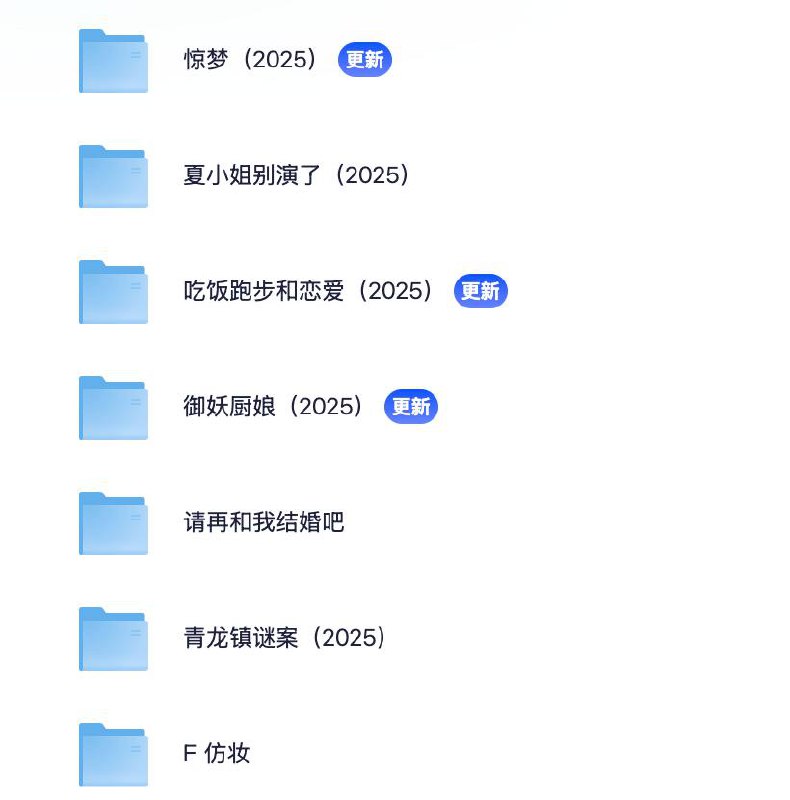 惊梦（2025） 更新
夏小姐别演了（2025）
吃饭跑步和恋爱（2025） 更新
御妖厨娘（2025） 更新
请再和我结婚吧
青龙镇谜案（2025）
F 仿妆